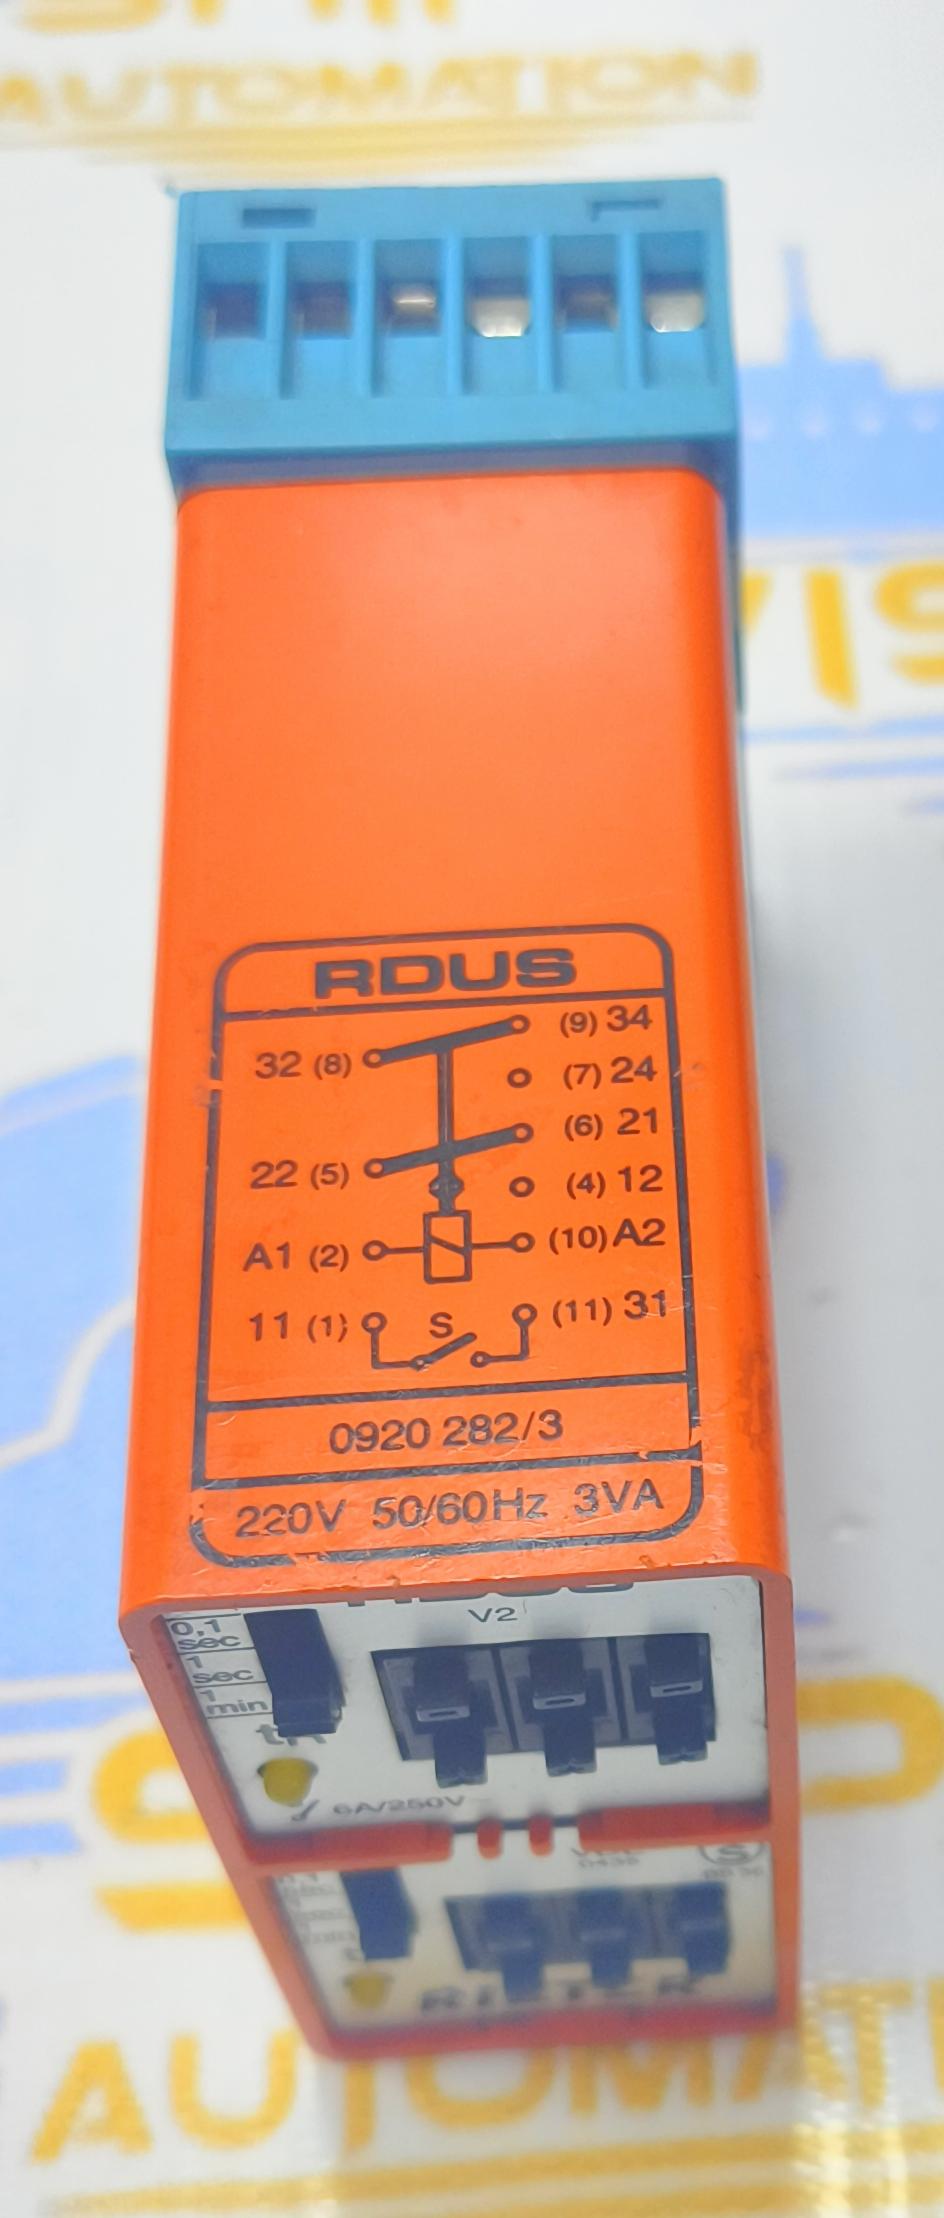 AUTOMATION
RDUS
32 (8) (9) 34
(7) 24
22 (5) (6) 21
(4) 12
A1 (2) (10) A2
11 (1) S (11) 31
0920 282/3
220V 50/60Hz 3VA
V2
0,1
sec
1
sec
1
min
tR
6A/250V~
S
AUTOMATI